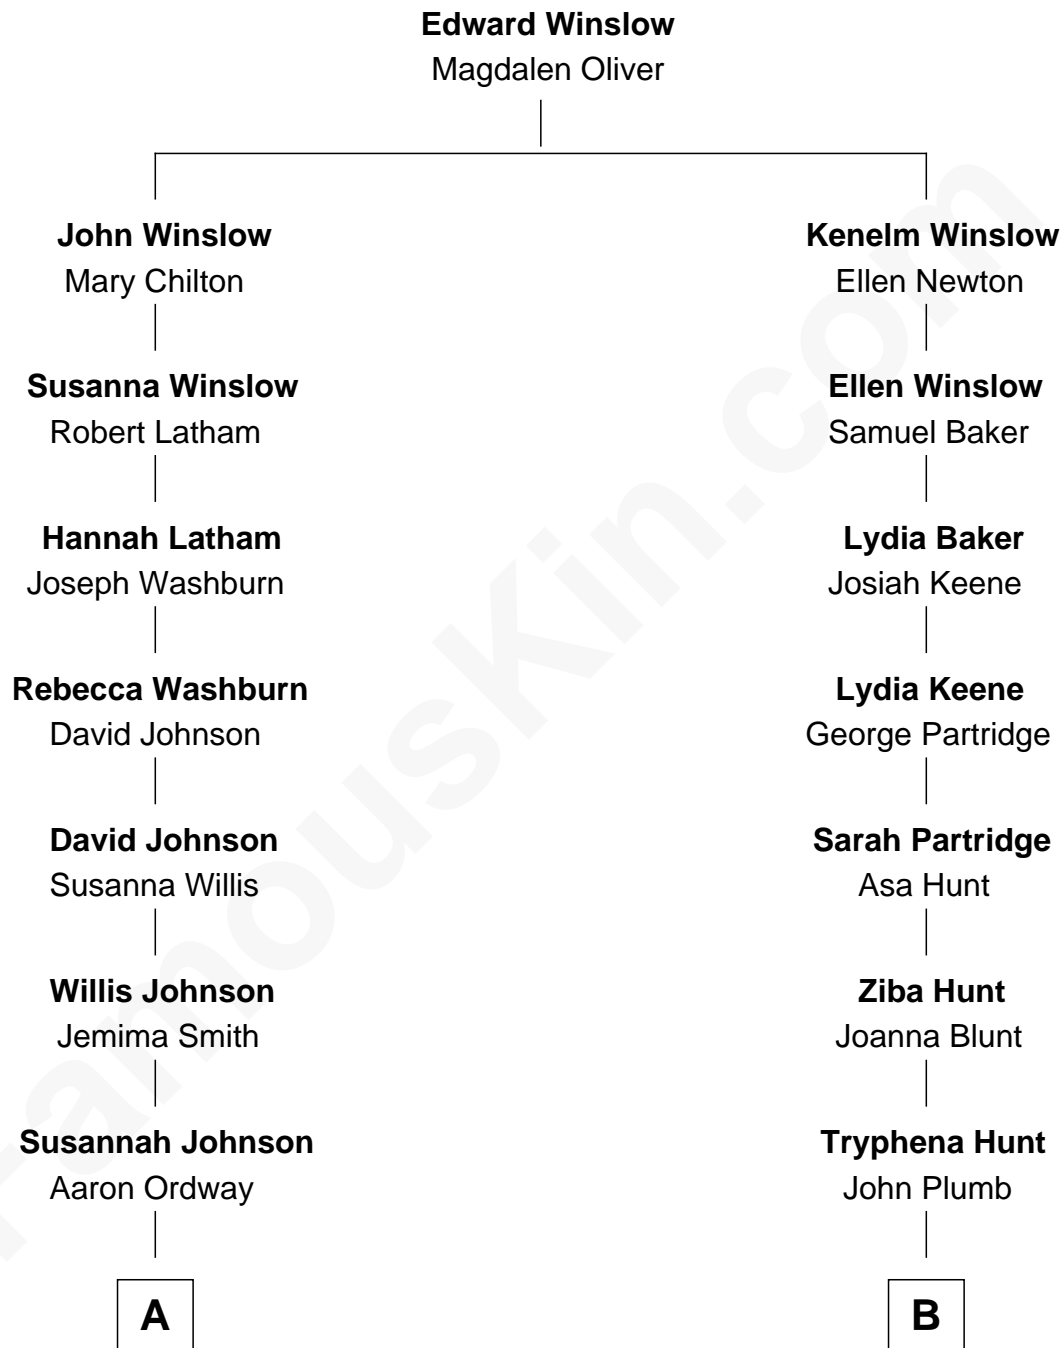 Edward Winslow
Magdalen Oliver
John Winslow
Mary Chilton
Kenelm Winslow
Ellen Newton
Susanna Winslow
Robert Latham
Ellen Winslow
Samuel Baker
Hannah Latham
Joseph Washburn
Lydia Baker
Josiah Keene
Rebecca Washburn
David Johnson
Lydia Keene
George Partridge
David Johnson
Susanna Willis
Sarah Partridge
Asa Hunt
Willis Johnson
Jemima Smith
Ziba Hunt
Joanna Blunt
Susannah Johnson
Aaron Ordway
Tryphena Hunt
John Plumb
A
B
FamousKin.com